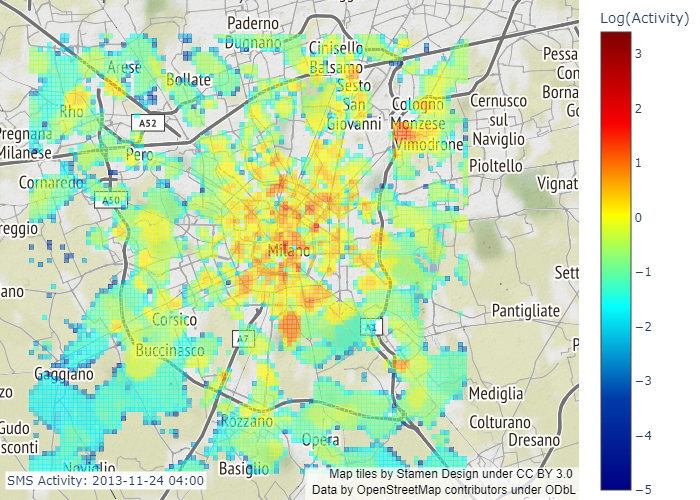 Log(Activity)
3
2
1
0
−1
−2
−3
−4
−5
Paderno
Dugnano
Cinisello
Balsamo
Sesto
San
Giovanni
Arese
Bollate
Rho
A52
Pregnana
Milanese
Pero
Cornaredo
A50
reggio
ano
Cologno
Monzese
Vimodrone
Cernusco
sul
Naviglio
Pioltello
Pessa
Con
Borna
Go
Vignat
Milano
Sett
Pantigliate
P
Corsico
A7
A1
Buccinasco
Gaggiano
zo
Gudo
sconti
Noviglio
Rozzano
Opera
Basiglio
Mediglia
Colturano
Dresano
SMS Activity: 2013-11-24 04:00
Map tiles by Stamen Design under CC BY 3.0
Data by OpenStreetMap contributors under ODbL